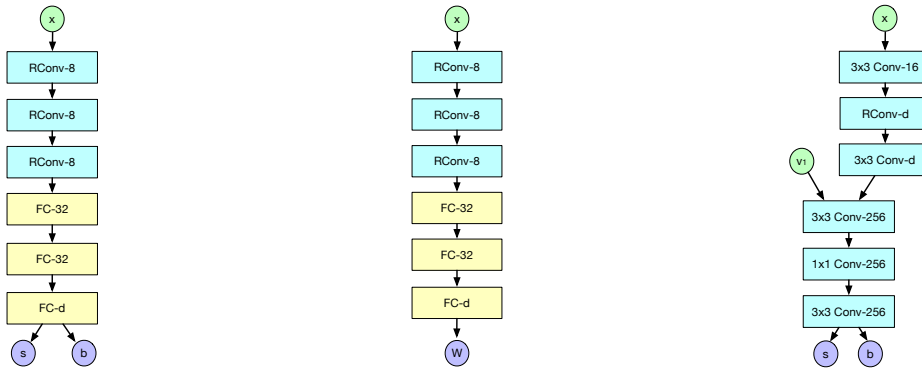 x
RConv-8
RConv-8
RConv-8
FC-32
FC-32
FC-d
s b
x
RConv-8
RConv-8
RConv-8
FC-32
FC-32
FC-d
W
x
3x3 Conv-16
RConv-d
3x3 Conv-d
v1
3x3 Conv-256
1x1 Conv-256
3x3 Conv-256
s b